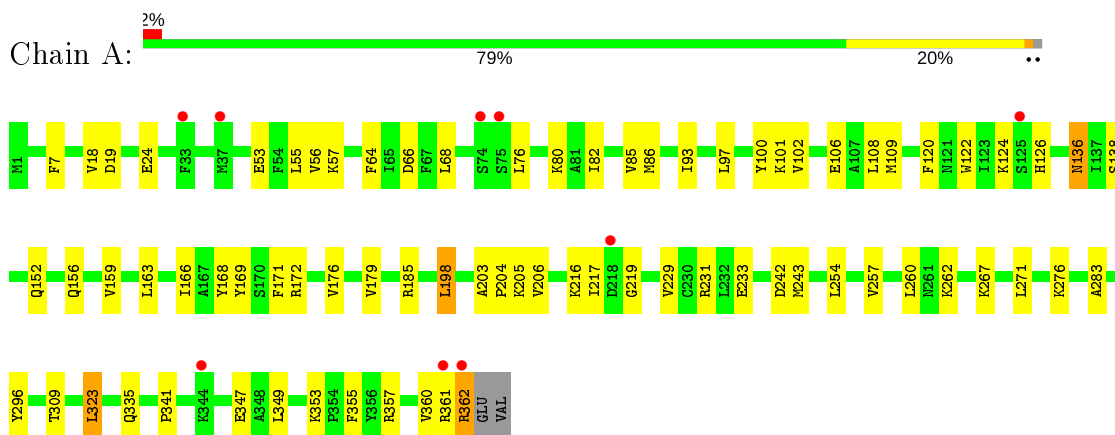 2%
Chain A:
79%
20%
••
M1 F7 V18 D19 E24 F33 M37 E53 F54 L55 V56 K57 F64 I65 D66 F67 L68 S74 S75 L76 K80 A81 I82 V85 M86 I93 L97 Y100 K101 V102 E106 A107 L108 M109 F120 N121 W122 I123 K124 S125 H126 N136 I137 S138
Q152 Q156 V159 L163 I166 A167 Y168 Y169 S170 F171 R172 V176 V179 R185 L198 A203 P204 K205 V206 K216 I217 D218 G219 V229 C230 R231 L232 E233 D242 M243 L254 V257 L260 N261 K262 K267 L271 K276 A283
Y296 T309 L323 Q335 P341 K344 E347 A348 L349 K353 P354 F355 Y356 R357 V360 R361 R362 GLU VAL